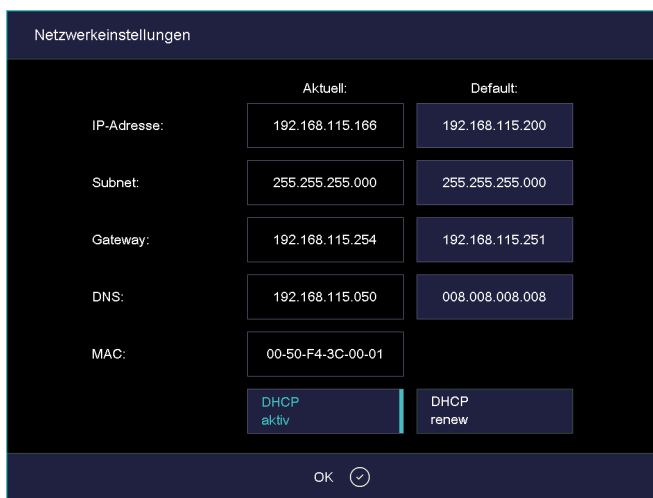 Netzwerkeinstellungen
Aktuell: Default:
IP-Adresse: 192.168.115.166 192.168.115.200
Subnet: 255.255.255.000 255.255.255.000
Gateway: 192.168.115.254 192.168.115.251
DNS: 192.168.115.050 008.008.008.008
MAC: 00-50-F4-3C-00-01
DHCP DHCP
aktiv renew
OK